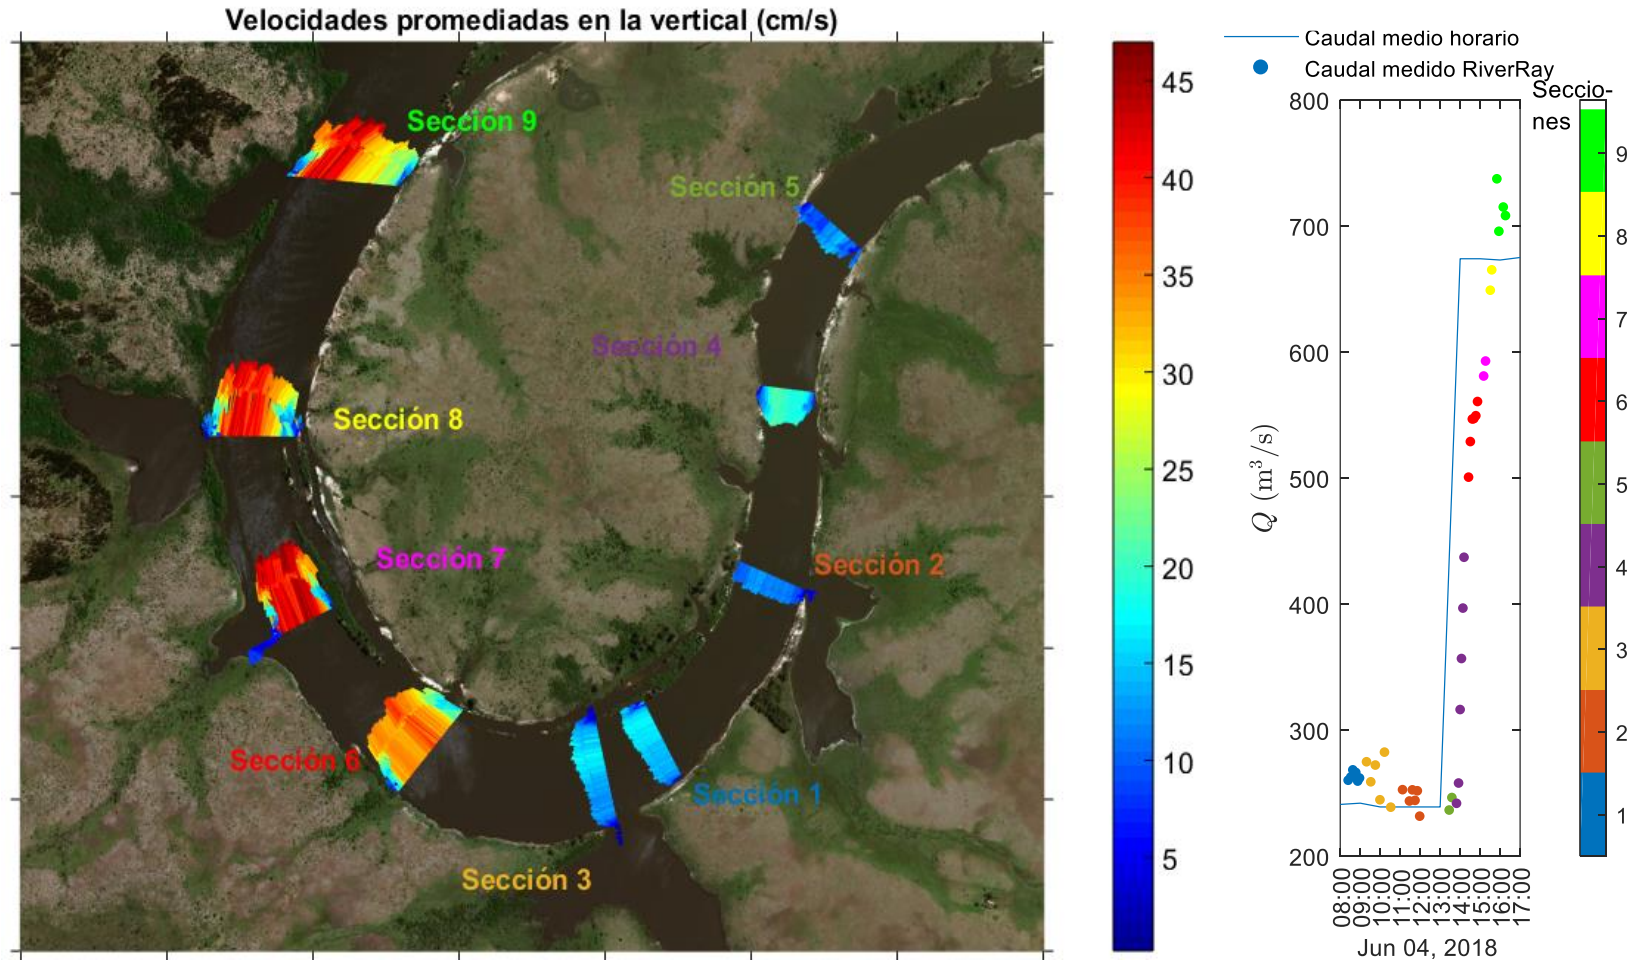 Velocidades promediadas en la vertical (cm/s)
Sección 9
Sección 5
Sección 4
Sección 8
Sección 7
Sección 2
Sección 6
Sección 1
Sección 3
45
40
35
30
25
20
15
10
5
Caudal medio horario
Caudal medido RiverRay
Seccio-
nes
800
700
600
500
400
300
200
Q (m³/s)
08:00
09:00
10:00
11:00
12:00
13:00
14:00
15:00
16:00
17:00
Jun 04, 2018
9
8
7
6
5
4
3
2
1